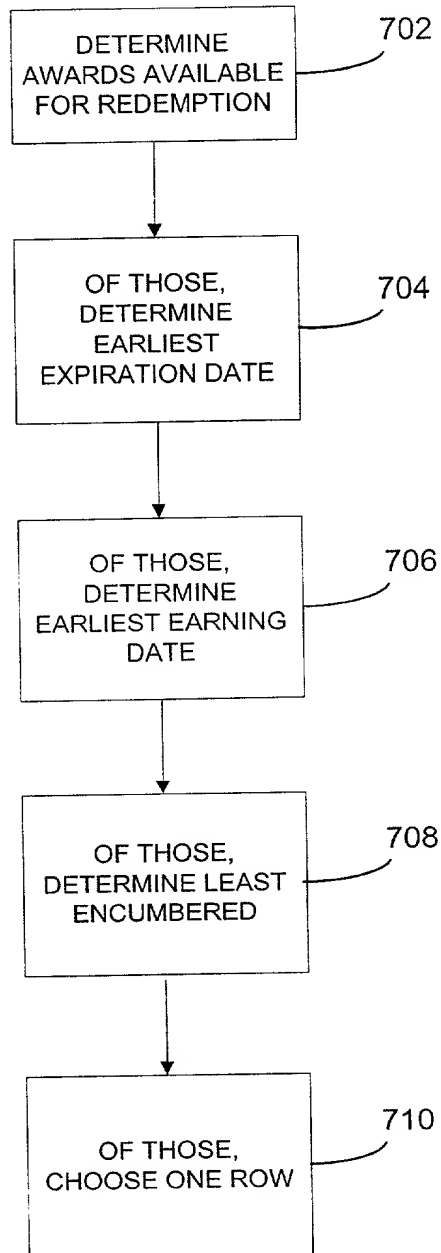 DETERMINE
AWARDS AVAILABLE
FOR REDEMPTION
702
OF THOSE,
DETERMINE
EARLIEST
EXPIRATION DATE
704
OF THOSE,
DETERMINE
EARLIEST EARNING
DATE
706
OF THOSE,
DETERMINE LEAST
ENCUMBERED
708
OF THOSE,
CHOOSE ONE ROW
710